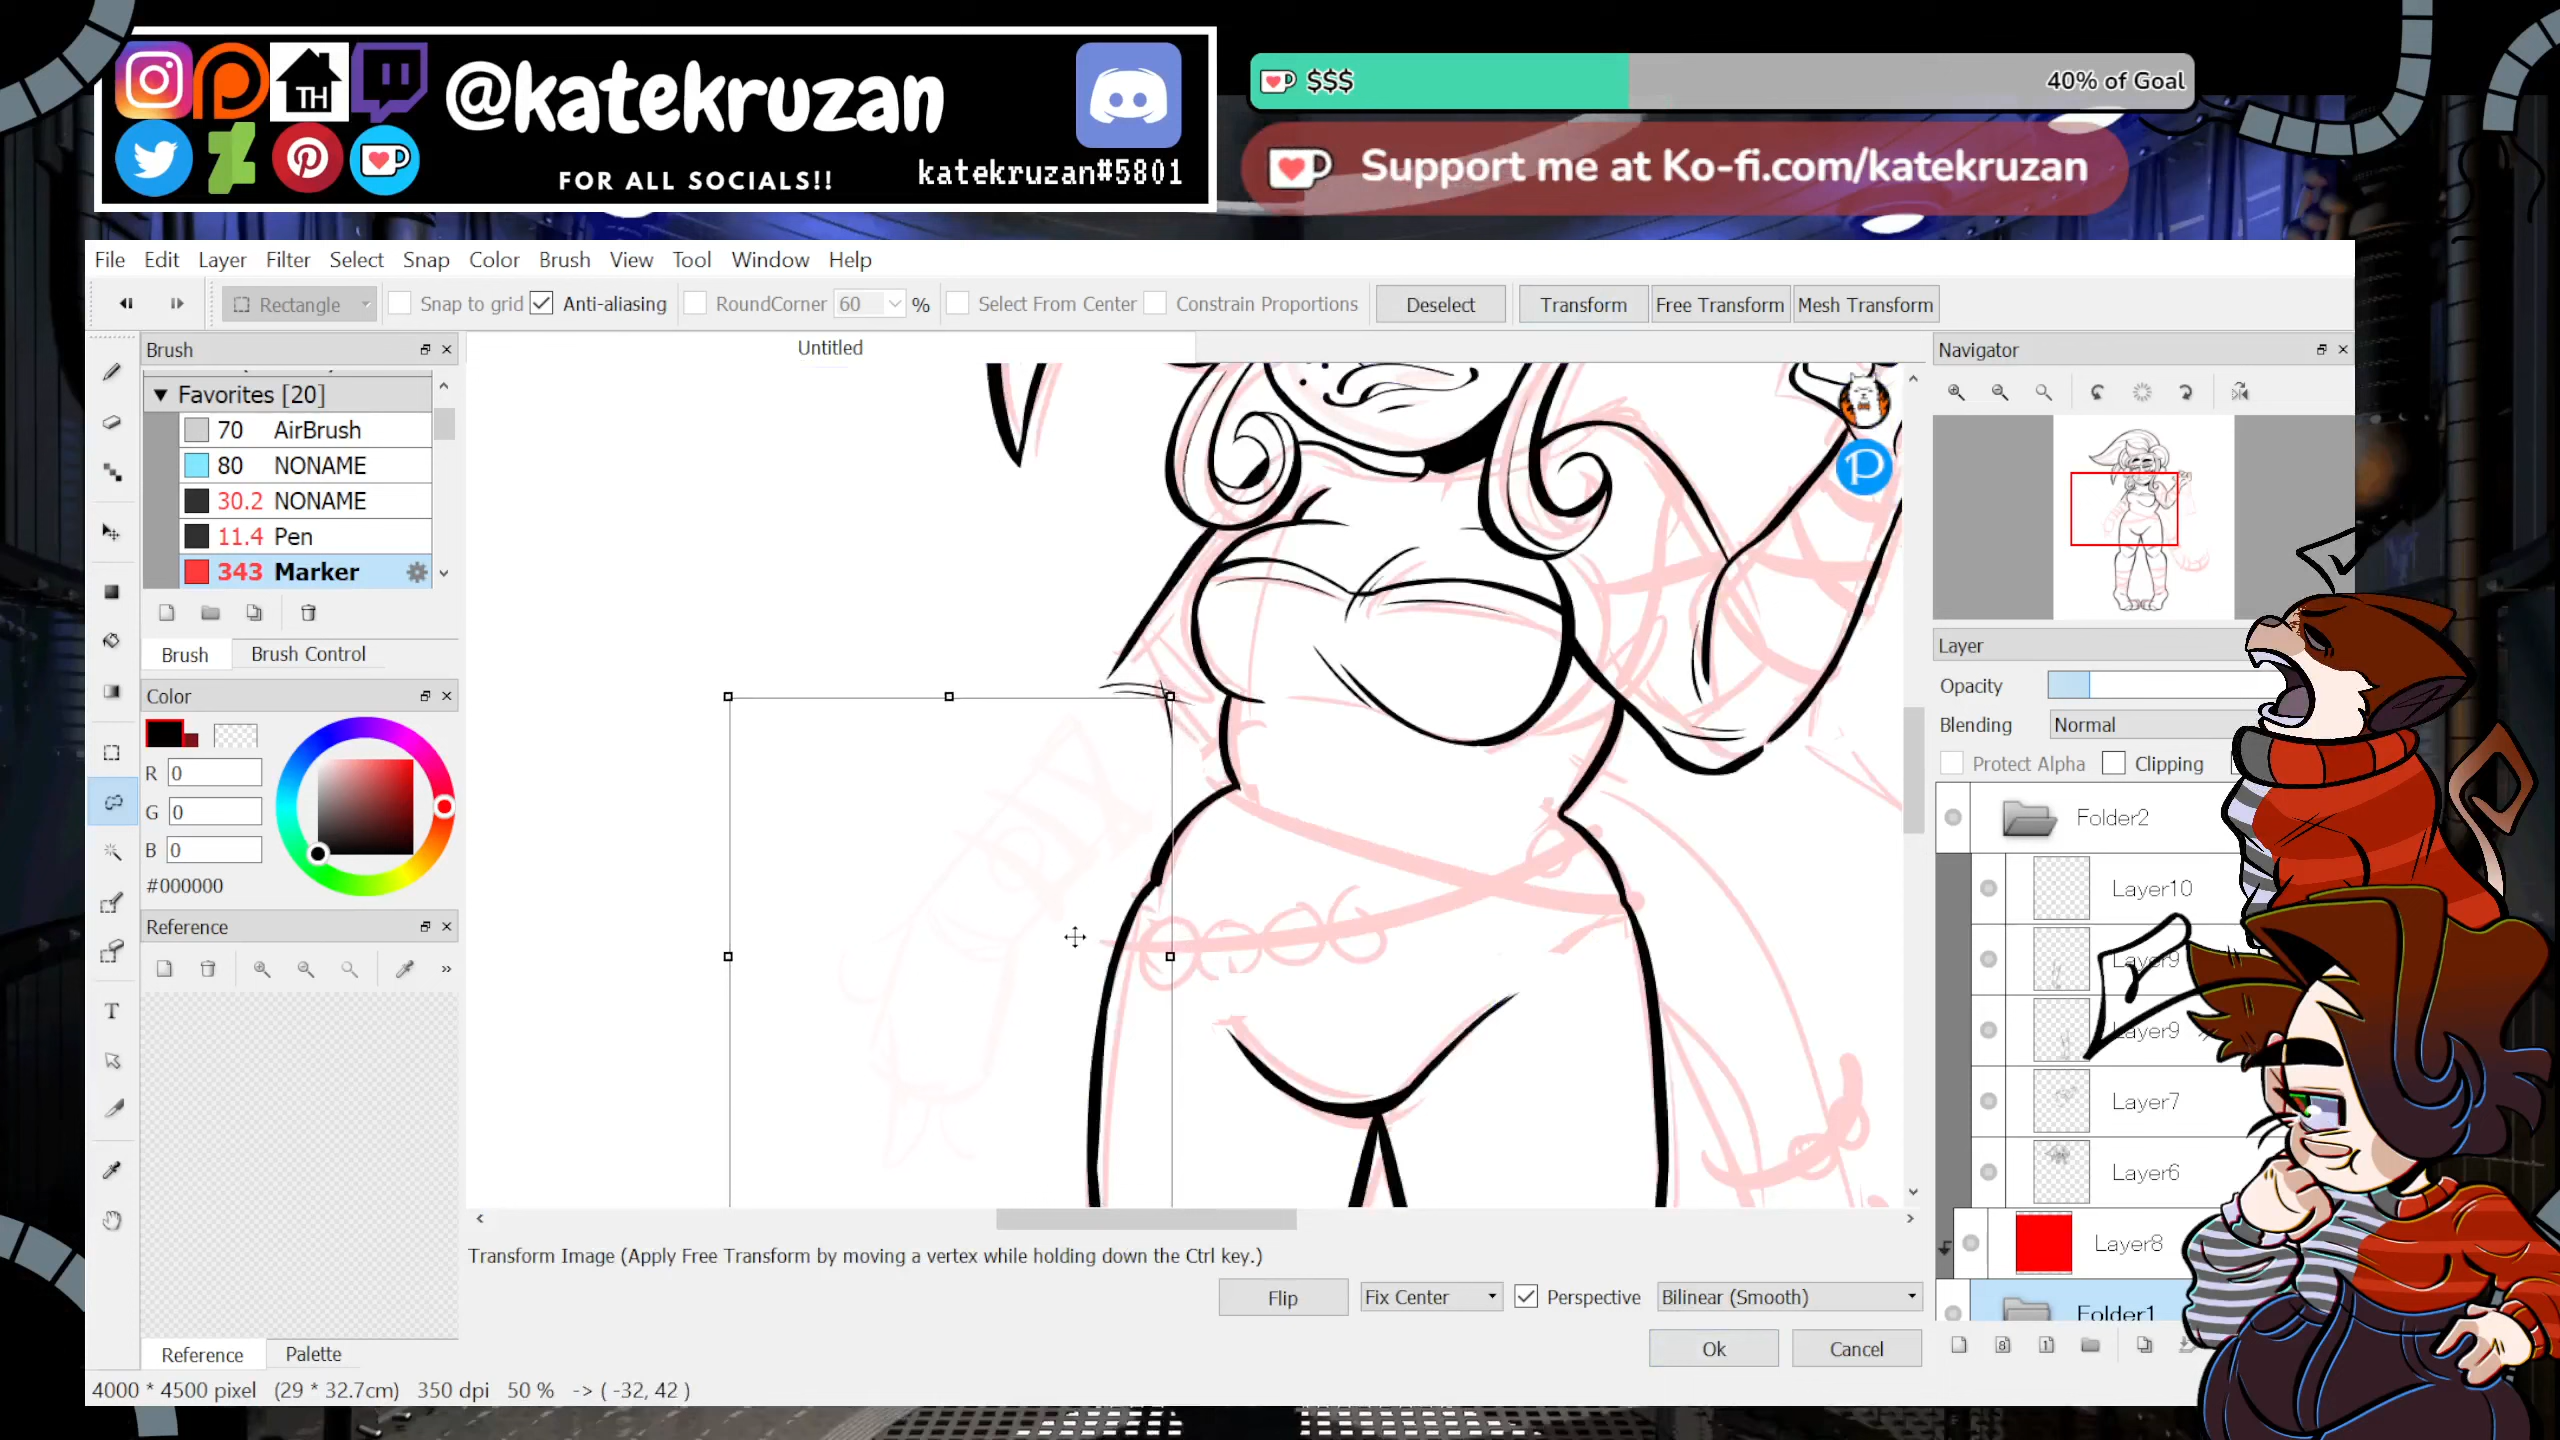 TH
@katekruzan
FOR ALL SOCIALS!!
katekruzan#5801
$$$
40% of Goal
Support me at Ko-fi.com/katekruzan
File Edit Layer Filter Select Snap Color Brush View Tool Window Help
Rectangle Snap to grid Anti-aliasing RoundCorner 60 % Select From Center Constrain Proportions Deselect Transform Free Transform Mesh Transform
Brush
Untitled
Navigator
Favorites [20]
70 AirBrush
80 NONAME
30.2 NONAME
11.4 Pen
343 Marker
Brush Brush Control
Color
R 0
G 0
B 0
#000000
Reference
Reference Palette
P
Layer
Opacity
Blending Normal
Protect Alpha Clipping
Folder2
Layer10
Layer9
Layer9
Layer7
Layer6
Layer8
Folder1
Transform Image (Apply Free Transform by moving a vertex while holding down the Ctrl key.)
Flip Fix Center Perspective Bilinear (Smooth)
Ok Cancel
4000 * 4500 pixel (29 * 32.7cm) 350 dpi 50 % -> ( -32, 42 )